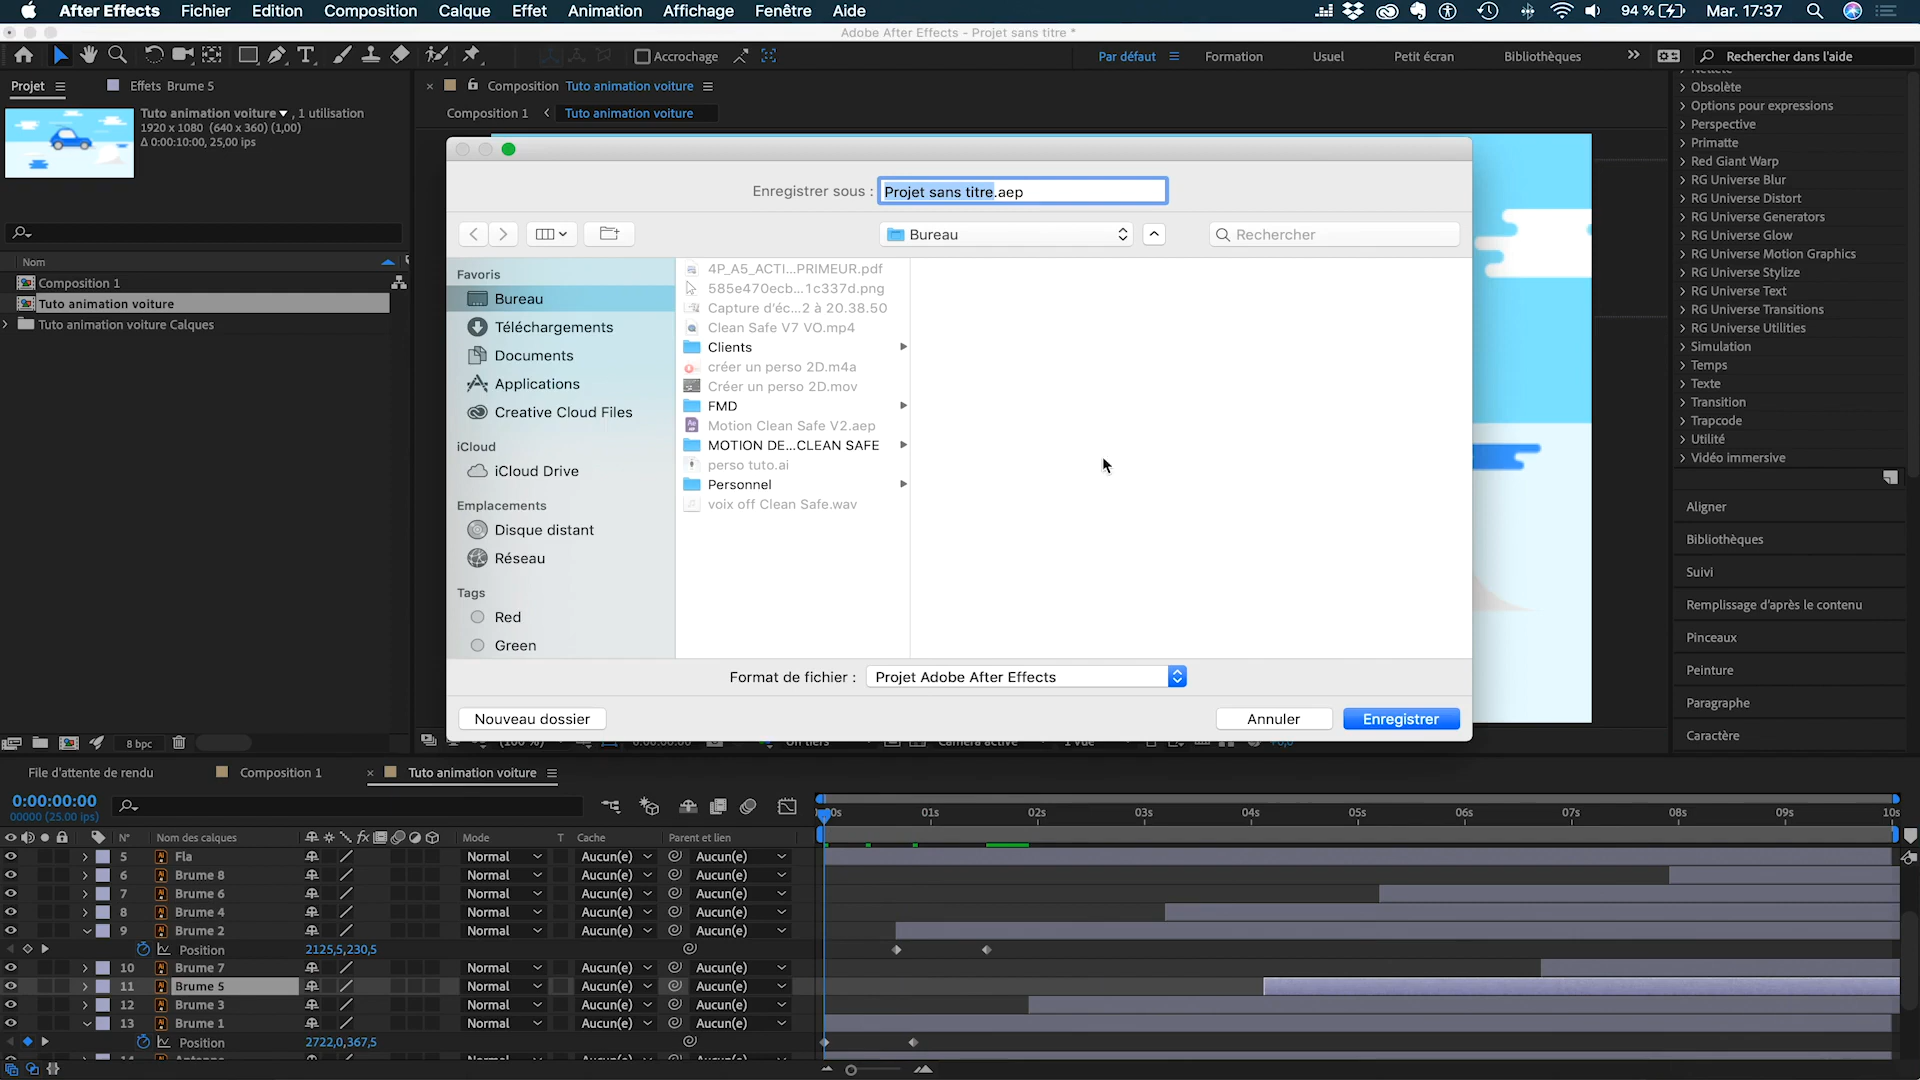 After Effects Fichier Edition Composition Calque Effet Animation Affichage Fenêtre Aide 94 % Mar. 17:37
Adobe After Effects - Projet sans titre *
Accrochage Par défaut Formation Usuel Petit écran Bibliothèques Rechercher dans l'aide
Projet Effets Brume 5
Tuto animation voiture , 1 utilisation
1920 x 1080 (640 x 360) (1,00)
Δ 0:00:10:00, 25,00 ips
Nom
Composition 1
Tuto animation voiture
Tuto animation voiture Calques
8 bpc
Composition Tuto animation voiture
Composition 1 Tuto animation voiture
Enregistrer sous : Projet sans titre.aep
Bureau Rechercher
Favoris
Bureau
Téléchargements
Documents
Applications
Creative Cloud Files
iCloud
iCloud Drive
Emplacements
Disque distant
Réseau
Tags
Red
Green
4P_A5_ACTI...PRIMEUR.pdf
585e470ecb...1c337d.png
Capture d'éc...2 à 20.38.50
Clean Safe V7 VO.mp4
Clients
créer un perso 2D.m4a
Créer un perso 2D.mov
FMD
Motion Clean Safe V2.aep
MOTION DE...CLEAN SAFE
perso tuto.ai
Personnel
voix off Clean Safe.wav
Format de fichier : Projet Adobe After Effects
Nouveau dossier Annuler Enregistrer
Obsolète
Options pour expressions
Perspective
Primatte
Red Giant Warp
RG Universe Blur
RG Universe Distort
RG Universe Generators
RG Universe Glow
RG Universe Motion Graphics
RG Universe Stylize
RG Universe Text
RG Universe Transitions
RG Universe Utilities
Simulation
Temps
Texte
Transition
Trapcode
Utilité
Vidéo immersive
Aligner
Bibliothèques
Suivi
Remplissage d'après le contenu
Pinceaux
Peinture
Paragraphe
Caractère
File d'attente de rendu Composition 1 Tuto animation voiture
0:00:00:00
00000 (25.00 ips)
00s 01s 02s 03s 04s 05s 06s 07s 08s 09s 10s
N° Nom des calques Mode T Cache Parent et lien
5 Fla Normal Aucun(e) Aucun(e)
6 Brume 8 Normal Aucun(e) Aucun(e)
7 Brume 6 Normal Aucun(e) Aucun(e)
8 Brume 4 Normal Aucun(e) Aucun(e)
9 Brume 2 Normal Aucun(e) Aucun(e)
Position 2125,5,230,5
10 Brume 7 Normal Aucun(e) Aucun(e)
11 Brume 5 Normal Aucun(e) Aucun(e)
12 Brume 3 Normal Aucun(e) Aucun(e)
13 Brume 1 Normal Aucun(e) Aucun(e)
Position 2722,0,367,5